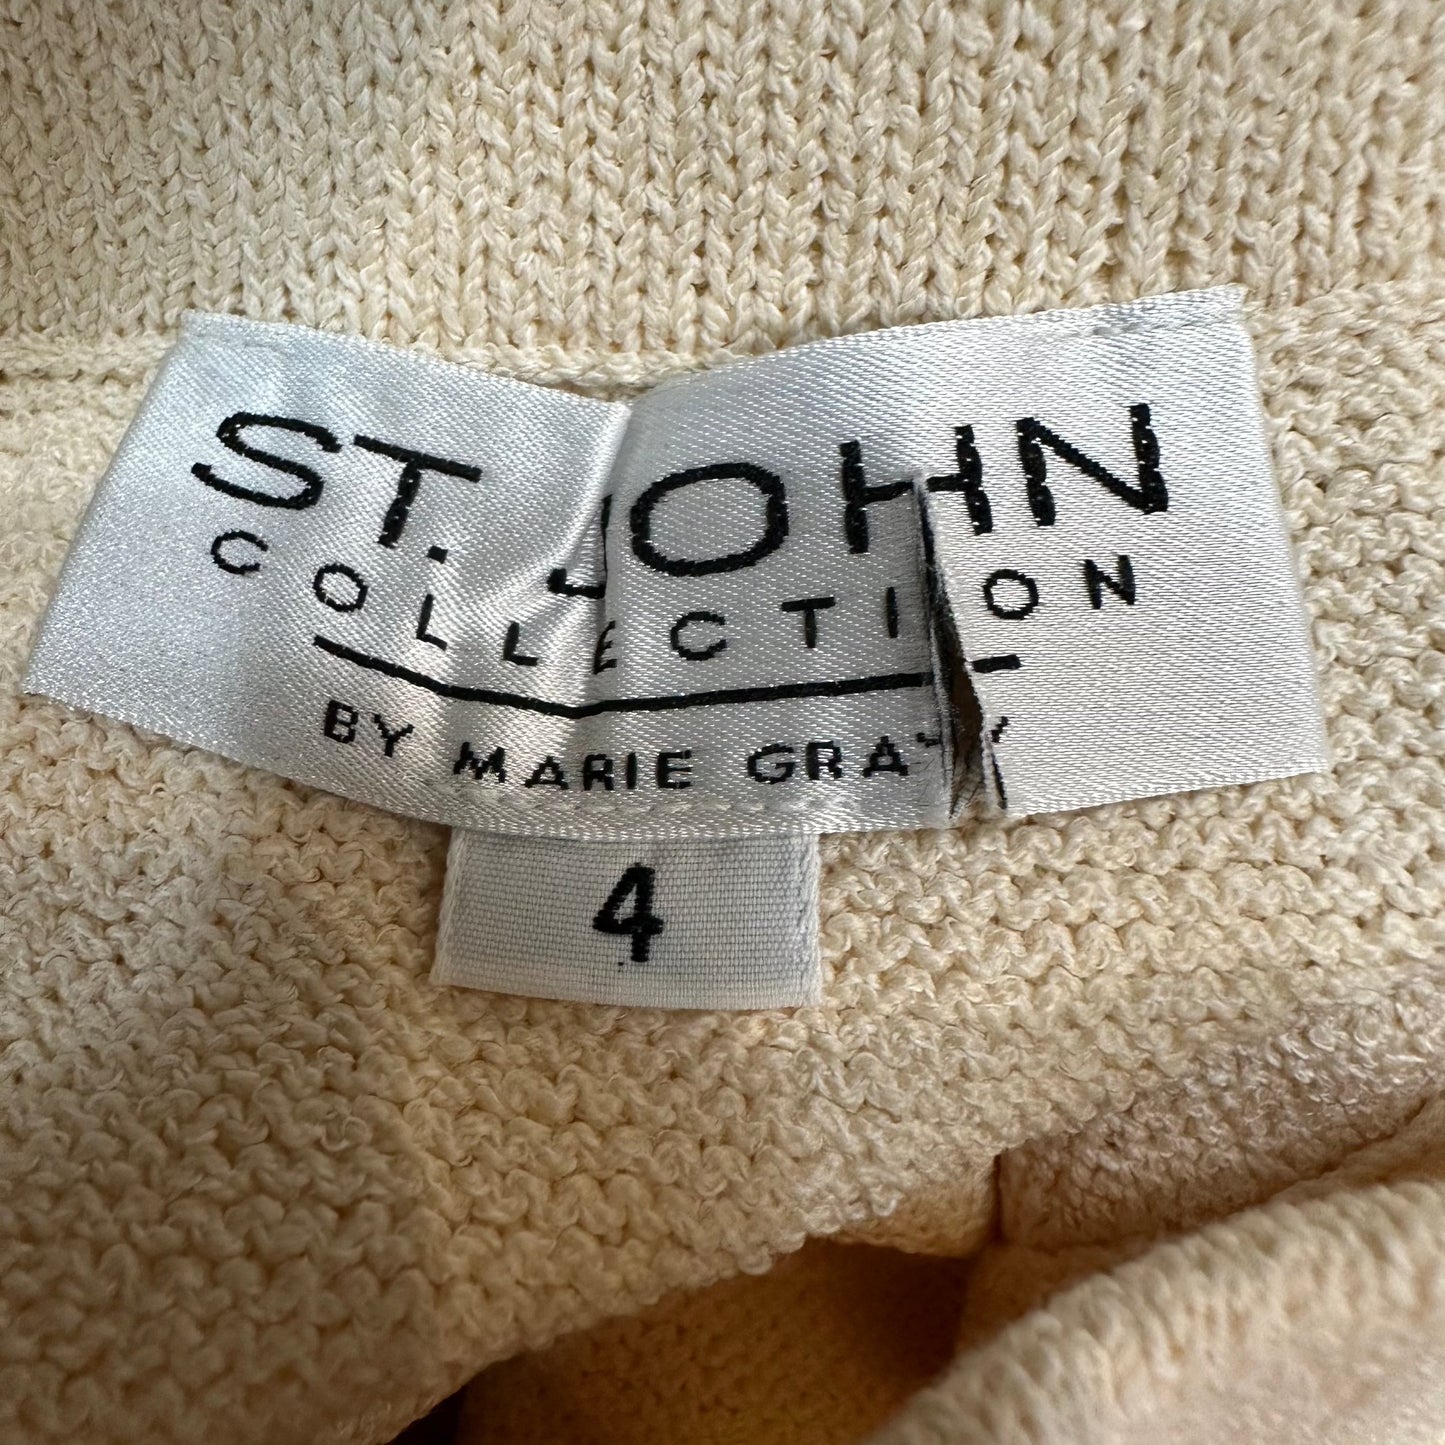 ST. JOHN
COLLECTION
BY MARIE GRAY
4